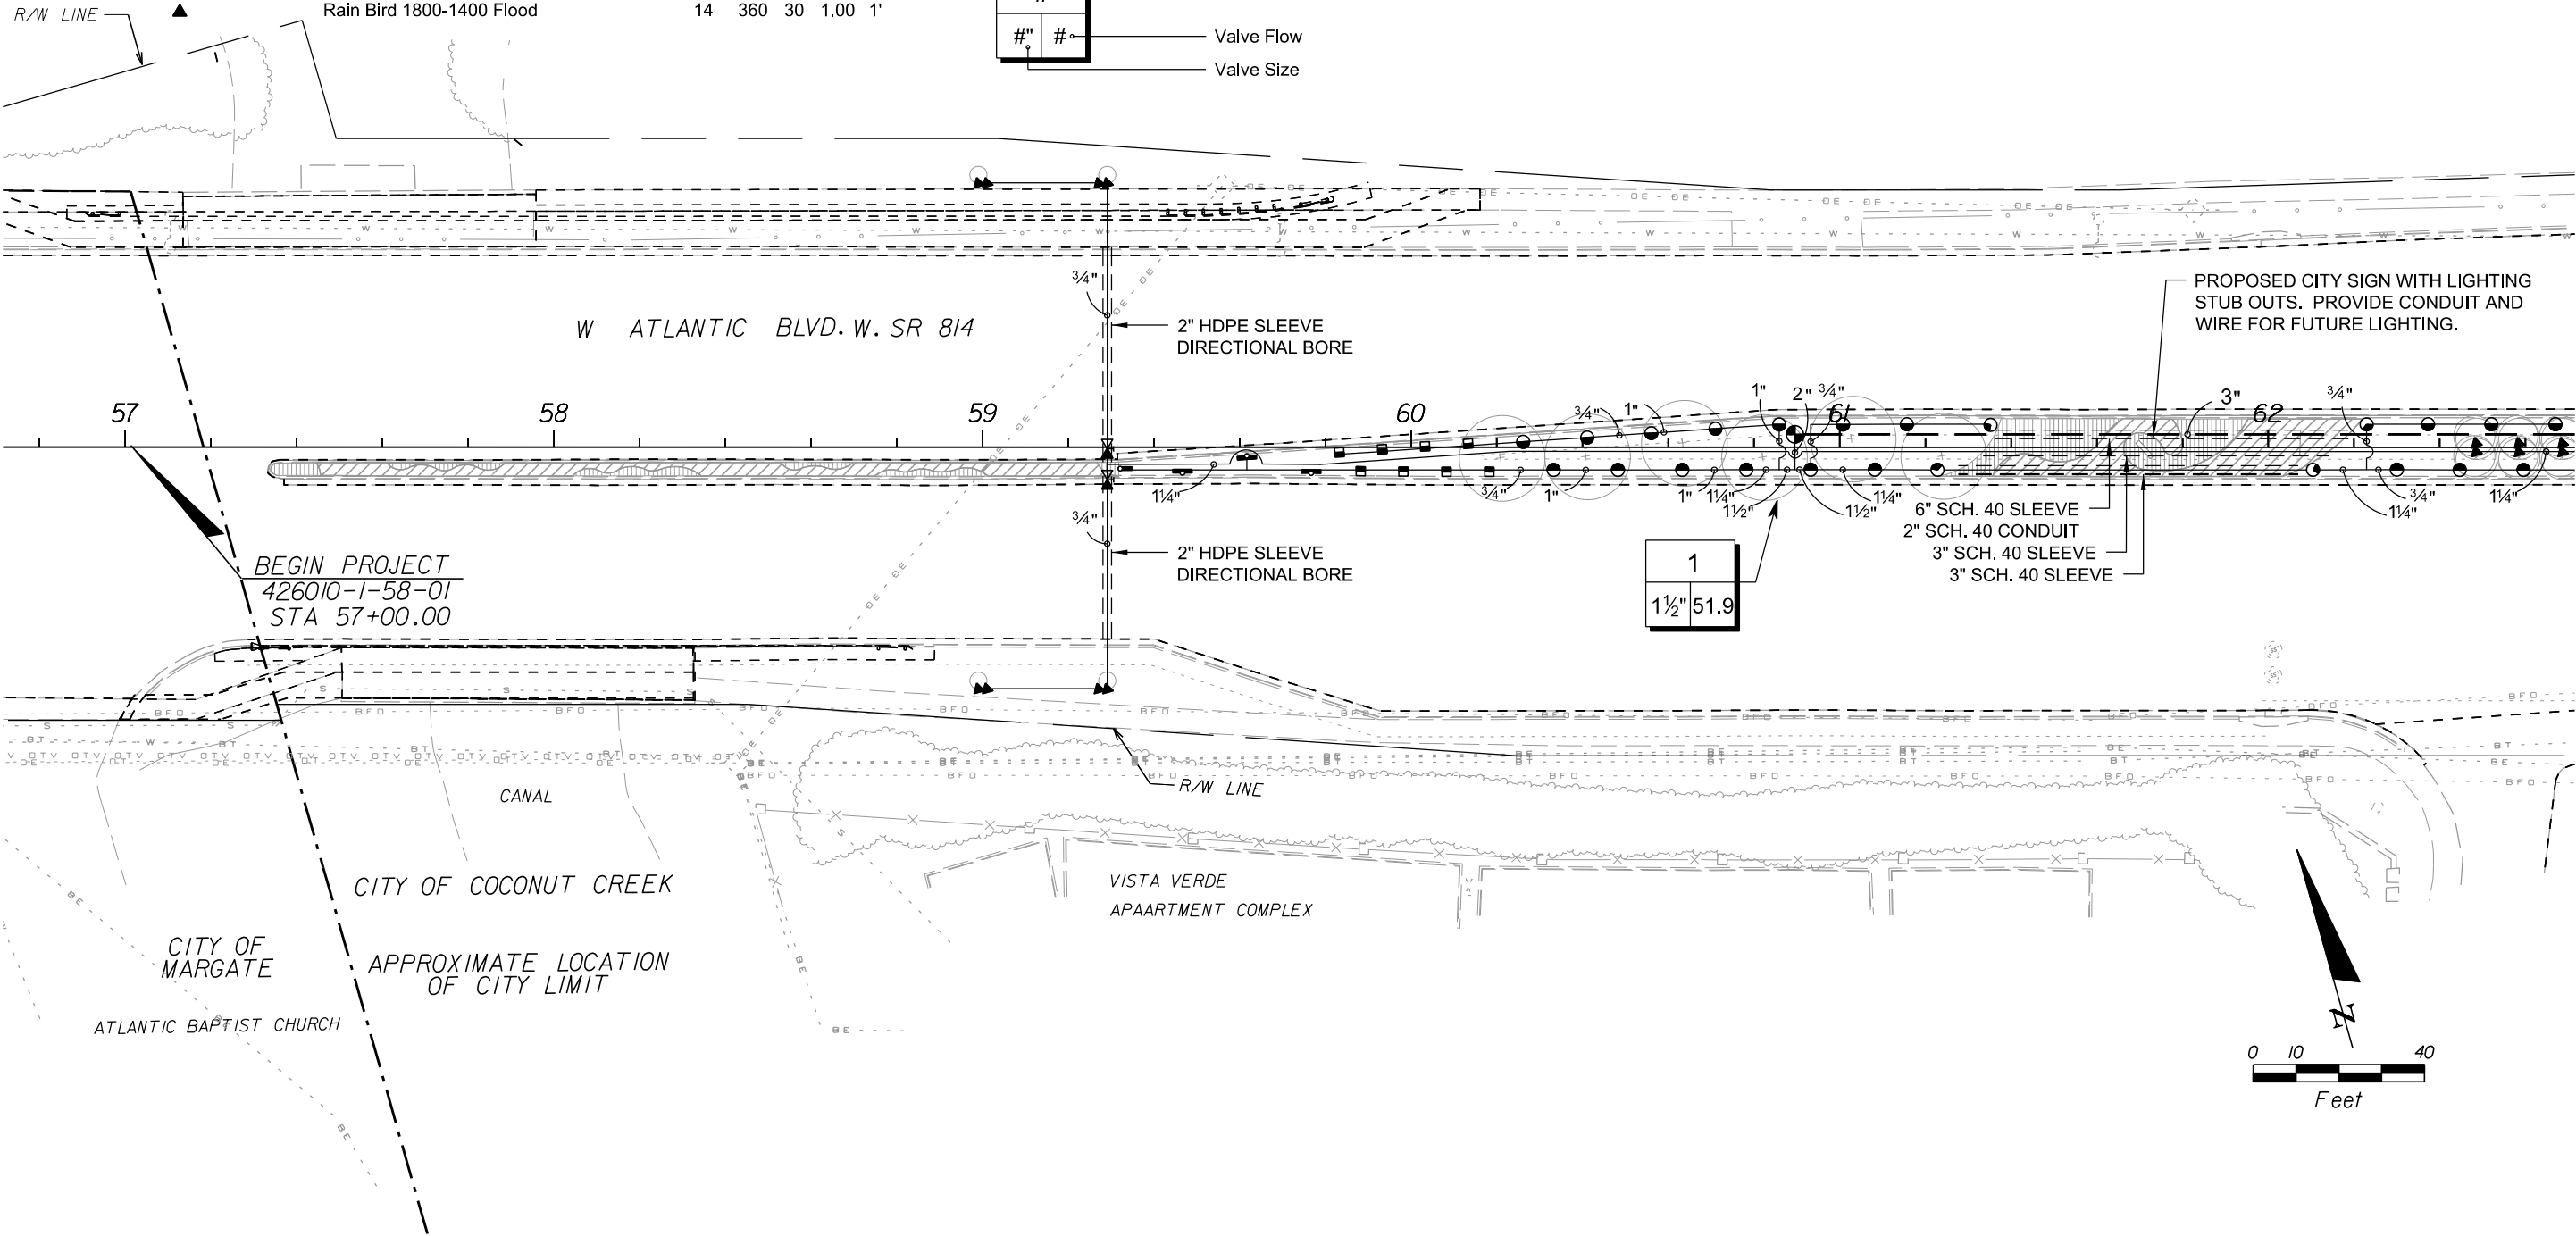 R/W LINE
Rain Bird 1800-1400 Flood 14 360 30 1.00 1'
#" #
Valve Flow
Valve Size
3/4"
2" HDPE SLEEVE
DIRECTIONAL BORE
W ATLANTIC BLVD. W. SR 814
PROPOSED CITY SIGN WITH LIGHTING
STUB OUTS. PROVIDE CONDUIT AND
WIRE FOR FUTURE LIGHTING.
57 58 59 60 61 62
3/4" 1" 1" 2" 3/4" 3" 3/4"
1¼" 3/4" 1" 1" 1¼" 1½" 1½" 1¼" 1¼" 3/4" 1¼"
6" SCH. 40 SLEEVE
2" SCH. 40 CONDUIT
3" SCH. 40 SLEEVE
3" SCH. 40 SLEEVE
3/4"
2" HDPE SLEEVE
DIRECTIONAL BORE
1
1½" 51.9
BEGIN PROJECT
426010-1-58-01
STA 57+00.00
R/W LINE
CANAL
CITY OF COCONUT CREEK
VISTA VERDE
APAARTMENT COMPLEX
CITY OF
MARGATE
APPROXIMATE LOCATION
OF CITY LIMIT
ATLANTIC BAPTIST CHURCH
N
0 10 40
Feet